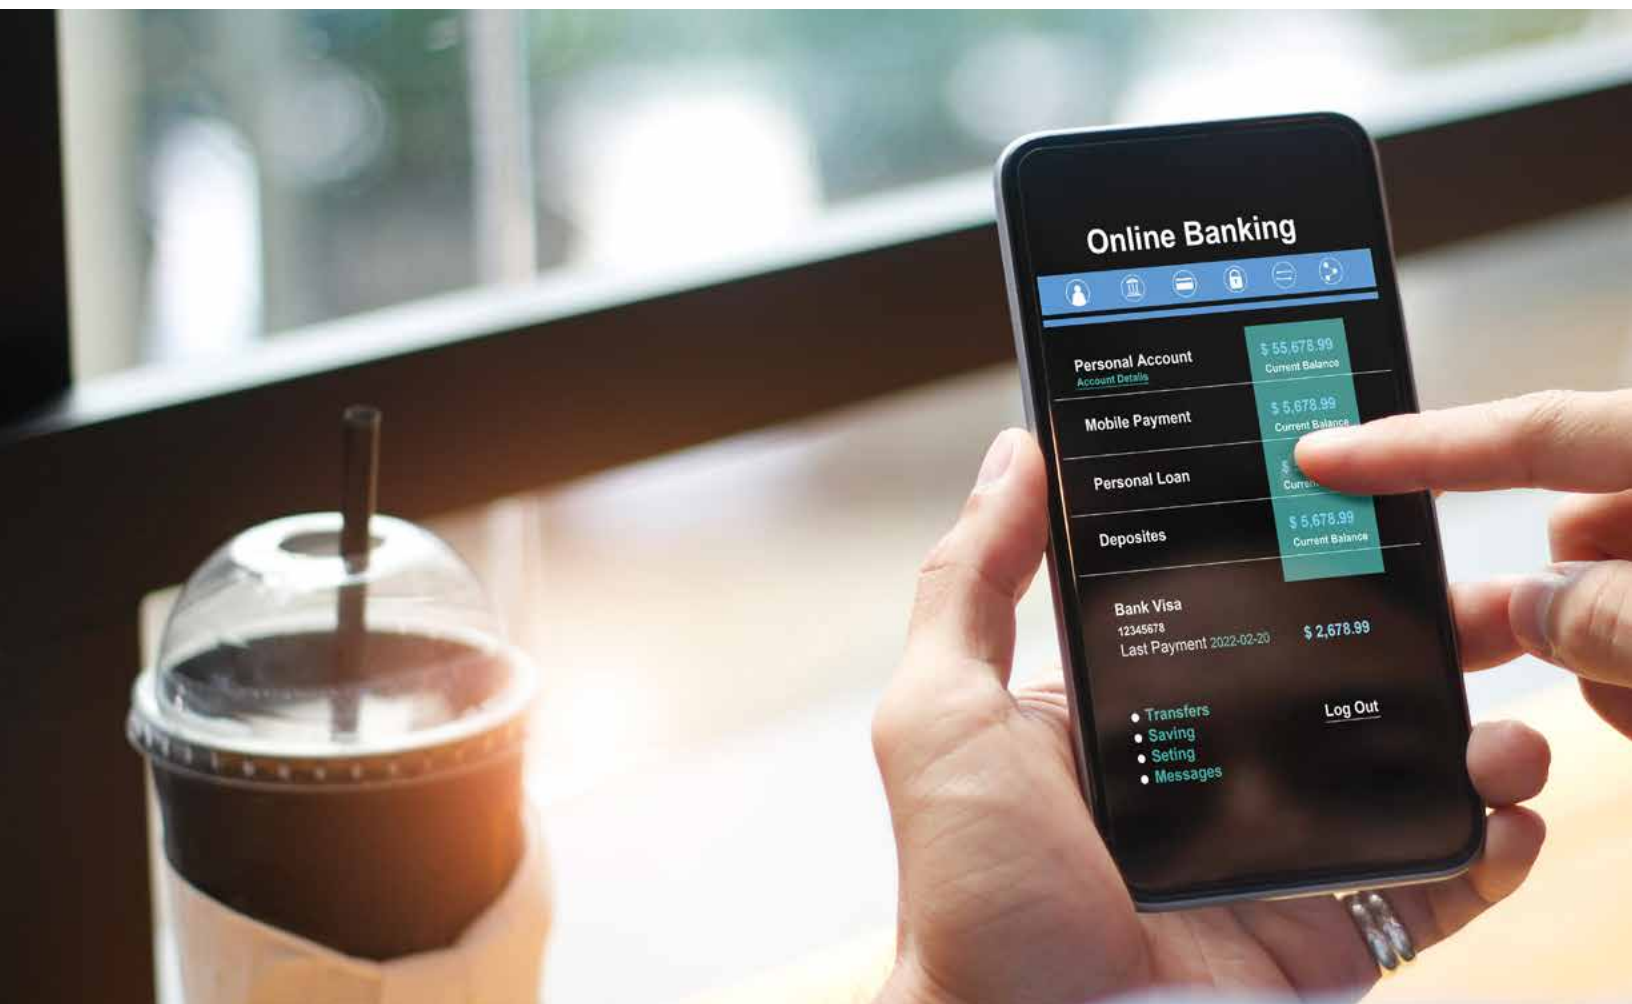 Online Banking
Personal Account
$ 55,678.99
Account Details
Current Balance
Mobile Payment
$ 5,678.99
Current Balance
Personal Loan
Deposites
$ 5,678.99
Current Balance
Bank Visa
12345678
Last Payment 2022-02-20
$ 2,678.99
Transfers
Log Out
Saving
Seting
Messages